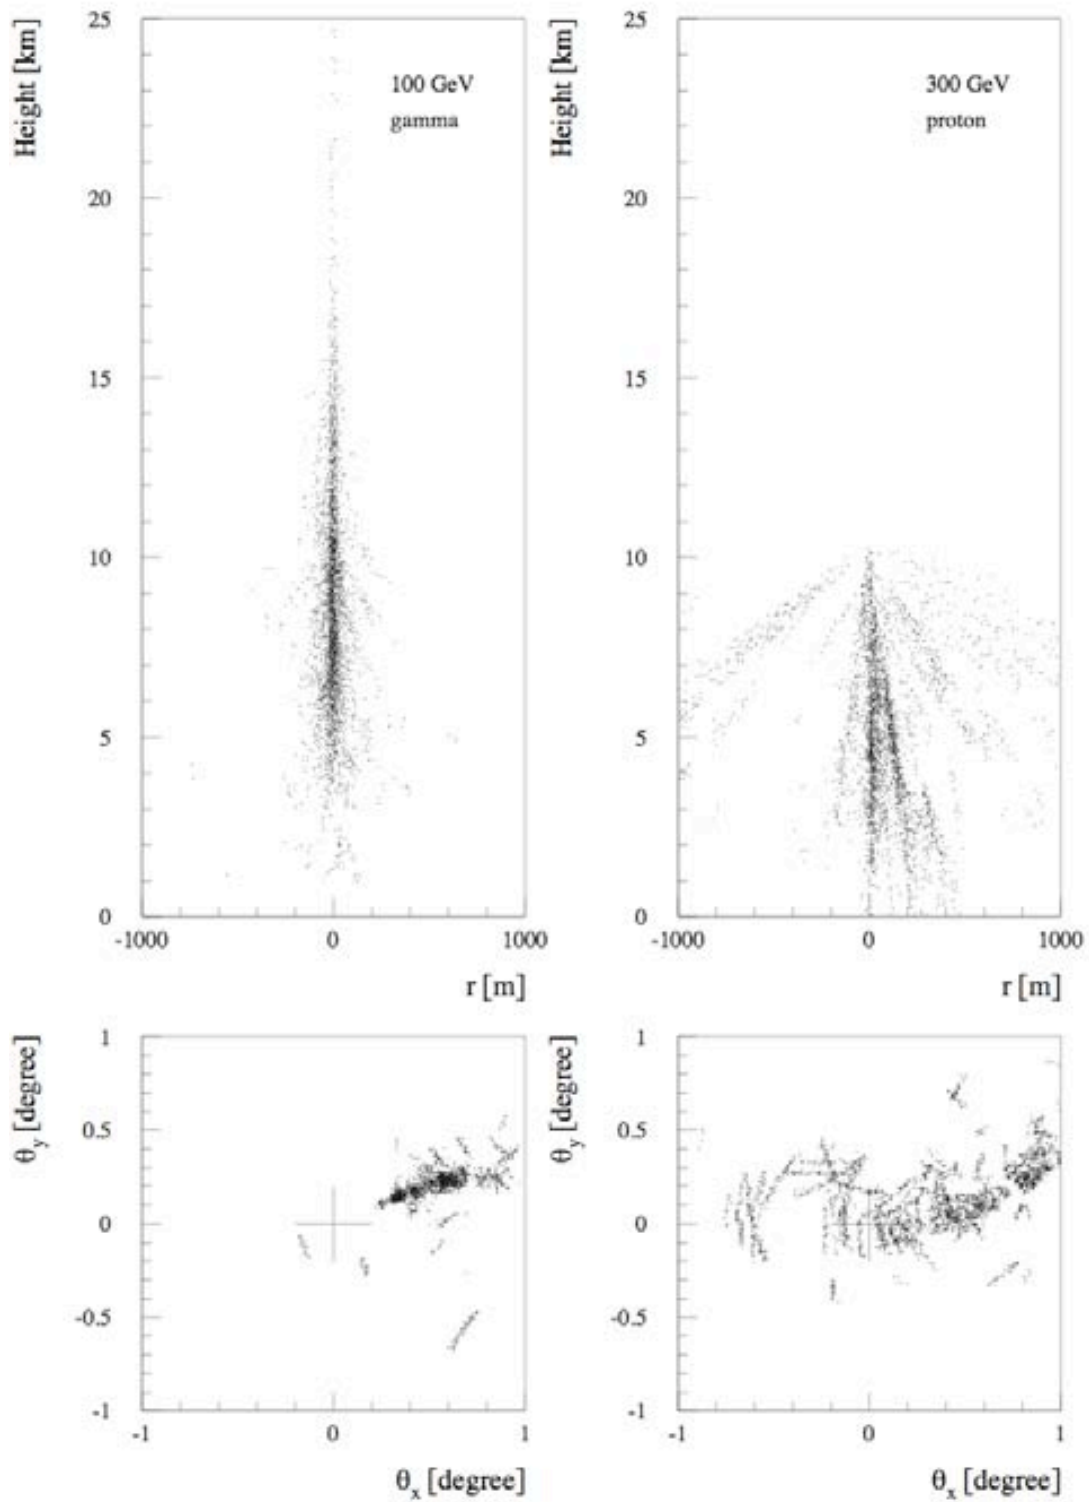 Height [km]
25
20
15
10
5
0
100 GeV
gamma
-1000
0
1000
r [m]
Height [km]
25
20
15
10
5
0
300 GeV
proton
-1000
0
1000
r [m]
θy [degree]
1
0.5
0
-0.5
-1
-1
0
1
θx [degree]
θy [degree]
1
0.5
0
-0.5
-1
-1
0
1
θx [degree]